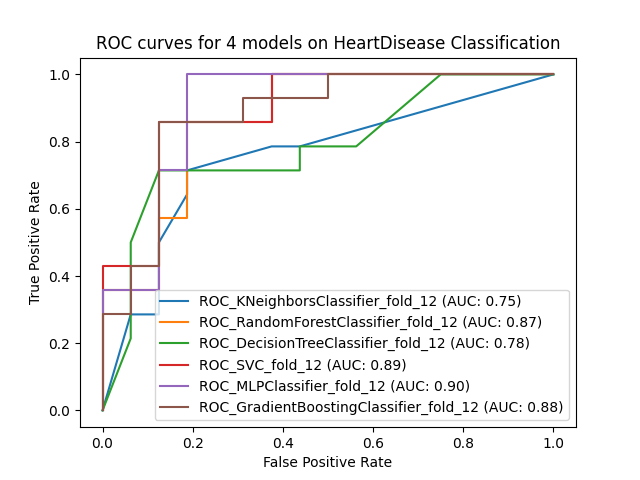 ROC curves for 4 models on HeartDisease Classification
True Positive Rate
1.0
0.8
0.6
0.4
0.2
0.0
ROC_KNeighborsClassifier_fold_12 (AUC: 0.75)
ROC_RandomForestClassifier_fold_12 (AUC: 0.87)
ROC_DecisionTreeClassifier_fold_12 (AUC: 0.78)
ROC_SVC_fold_12 (AUC: 0.89)
ROC_MLPClassifier_fold_12 (AUC: 0.90)
ROC_GradientBoostingClassifier_fold_12 (AUC: 0.88)
0.0 0.2 0.4 0.6 0.8 1.0
False Positive Rate